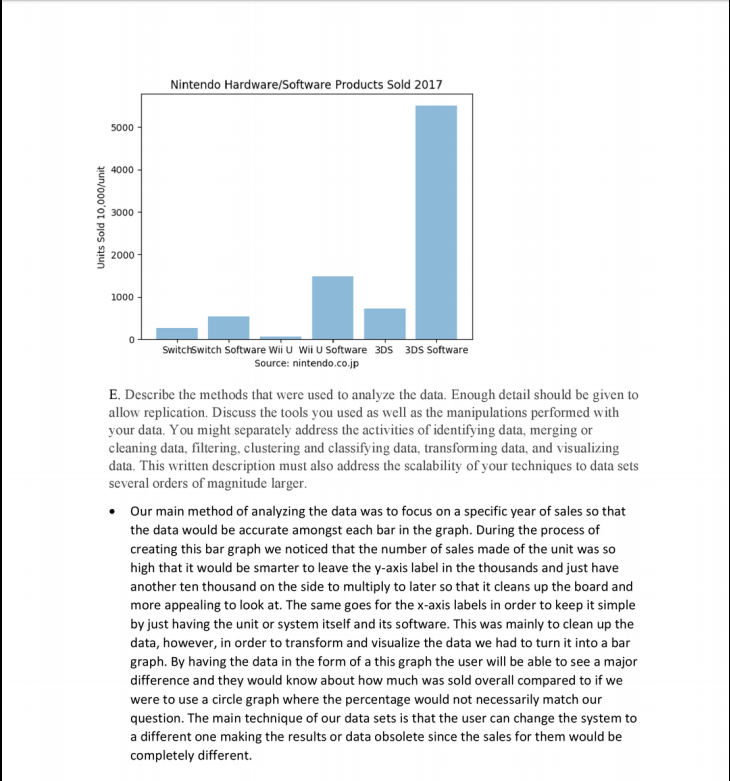 Nintendo Hardware/Software Products Sold 2017
5000
4000
3000
2000
1000
0
Units Sold 10,000/unit
Switch Switch Software Wii U Wii U Software 3DS 3DS Software
Source: nintendo.co.jp
E. Describe the methods that were used to analyze the data. Enough detail should be given to
allow replication. Discuss the tools you used as well as the manipulations performed with
your data. You might separately address the activities of identifying data, merging or
cleaning data, filtering, clustering and classifying data, transforming data, and visualizing
data. This written description must also address the scalability of your techniques to data sets
several orders of magnitude larger.
• Our main method of analyzing the data was to focus on a specific year of sales so that
the data would be accurate amongst each bar in the graph. During the process of
creating this bar graph we noticed that the number of sales made of the unit was so
high that it would be smarter to leave the y-axis label in the thousands and just have
another ten thousand on the side to multiply to later so that it cleans up the board and
more appealing to look at. The same goes for the x-axis labels in order to keep it simple
by just having the unit or system itself and its software. This was mainly to clean up the
data, however, in order to transform and visualize the data we had to turn it into a bar
graph. By having the data in the form of a this graph the user will be able to see a major
difference and they would know about how much was sold overall compared to if we
were to use a circle graph where the percentage would not necessarily match our
question. The main technique of our data sets is that the user can change the system to
a different one making the results or data obsolete since the sales for them would be
completely different.